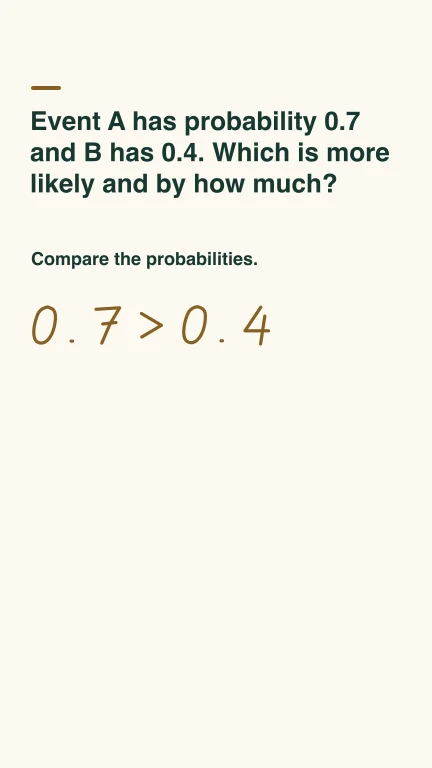 Event A has probability 0.7
and B has 0.4. Which is more
likely and by how much?
Compare the probabilities.
0.7 > 0.4